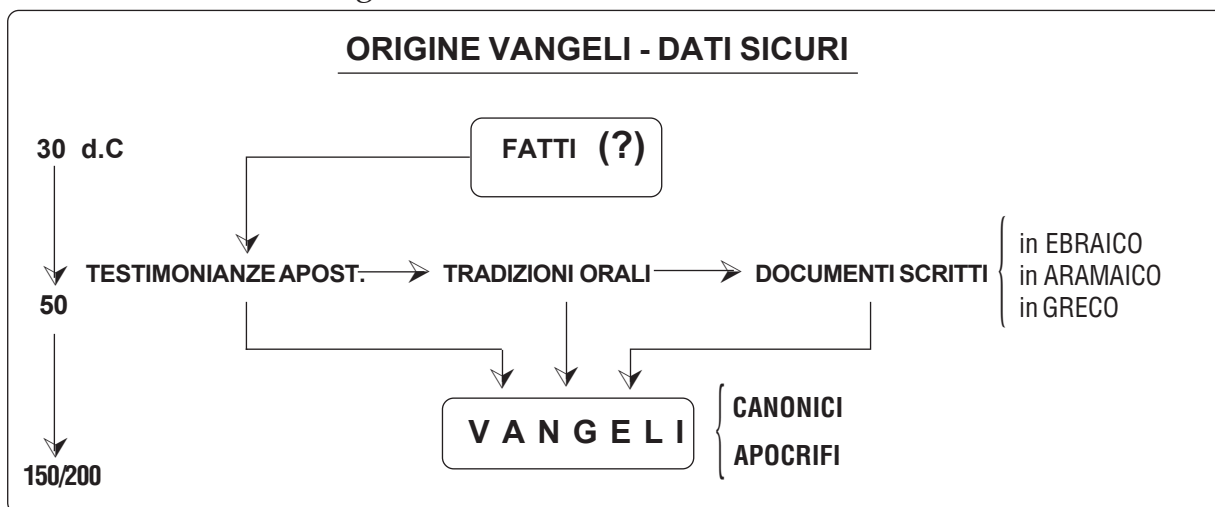 ORIGINE VANGELI - DATI SICURI
30 d.C
FATTI (?)
TESTIMONIANZE APOST.
TRADIZIONI ORALI
DOCUMENTI SCRITTI
in EBRAICO
in ARAMAICO
in GRECO
50
VANGELI
CANONICI
APOCRIFI
150/200